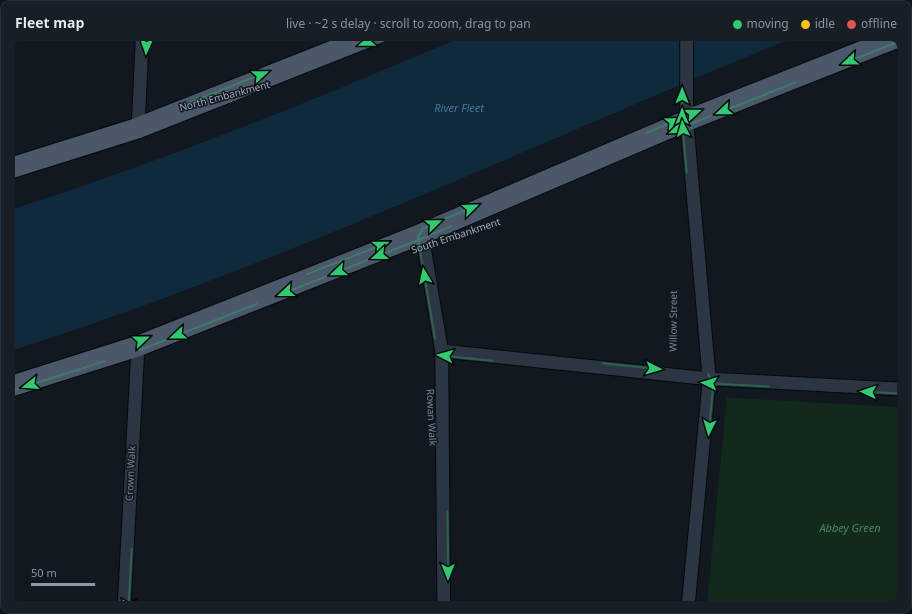 Fleet map
live · ~2 s delay · scroll to zoom, drag to pan
moving
idle
offline
North Embankment
River Fleet
South Embankment
Willow Street
Rowan Walk
Crown Walk
Abbey Green
50 m